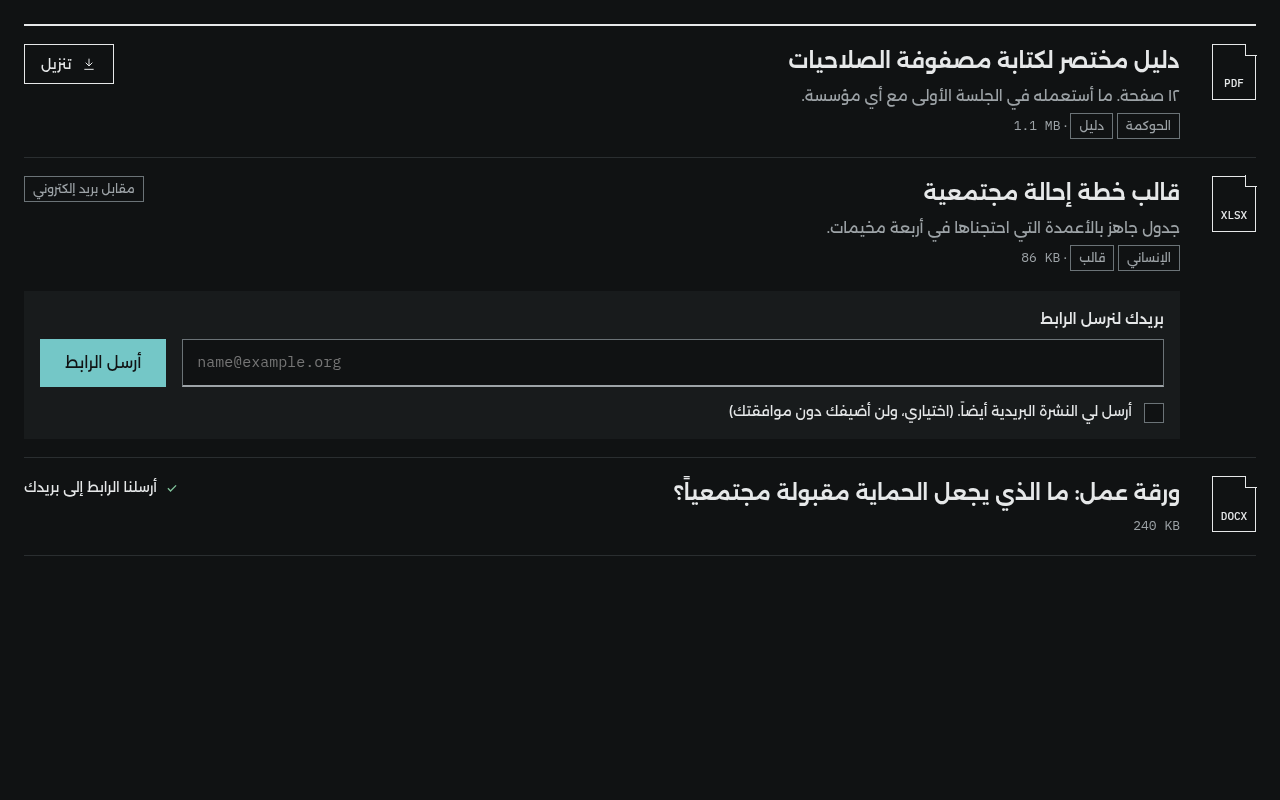 PDF
دليل مختصر لكتابة مصفوفة الصلاحيات
تنزيل
١٢ صفحة. ما أستعمله في الجلسة الأولى مع أي مؤسسة.
الحوكمة دليل · 1.1 MB
XLSX
قالب خطة إحالة مجتمعية
مقابل بريد إلكتروني
جدول جاهز بالأعمدة التي احتجناها في أربعة مخيمات.
الإنساني قالب · 86 KB
بريدك لنرسل الرابط
name@example.org
أرسل الرابط
أرسل لي النشرة البريدية أيضاً. (اختياري، ولن أضيفك دون موافقتك)
DOCX
ورقة عمل: ما الذي يجعل الحماية مقبولة مجتمعياً؟
أرسلنا الرابط إلى بريدك
240 KB